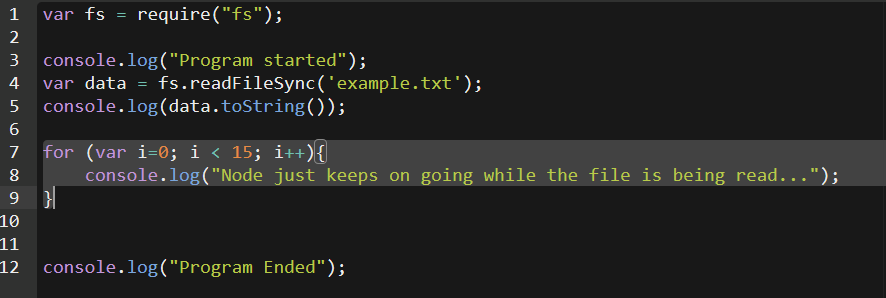 1 var fs = require("fs");
2
3 console.log("Program started");
4 var data = fs.readFileSync('example.txt');
5 console.log(data.toString());
6
7 for (var i=0; i < 15; i++){
8     console.log("Node just keeps on going while the file is being read...");
9 }
10
11
12 console.log("Program Ended");